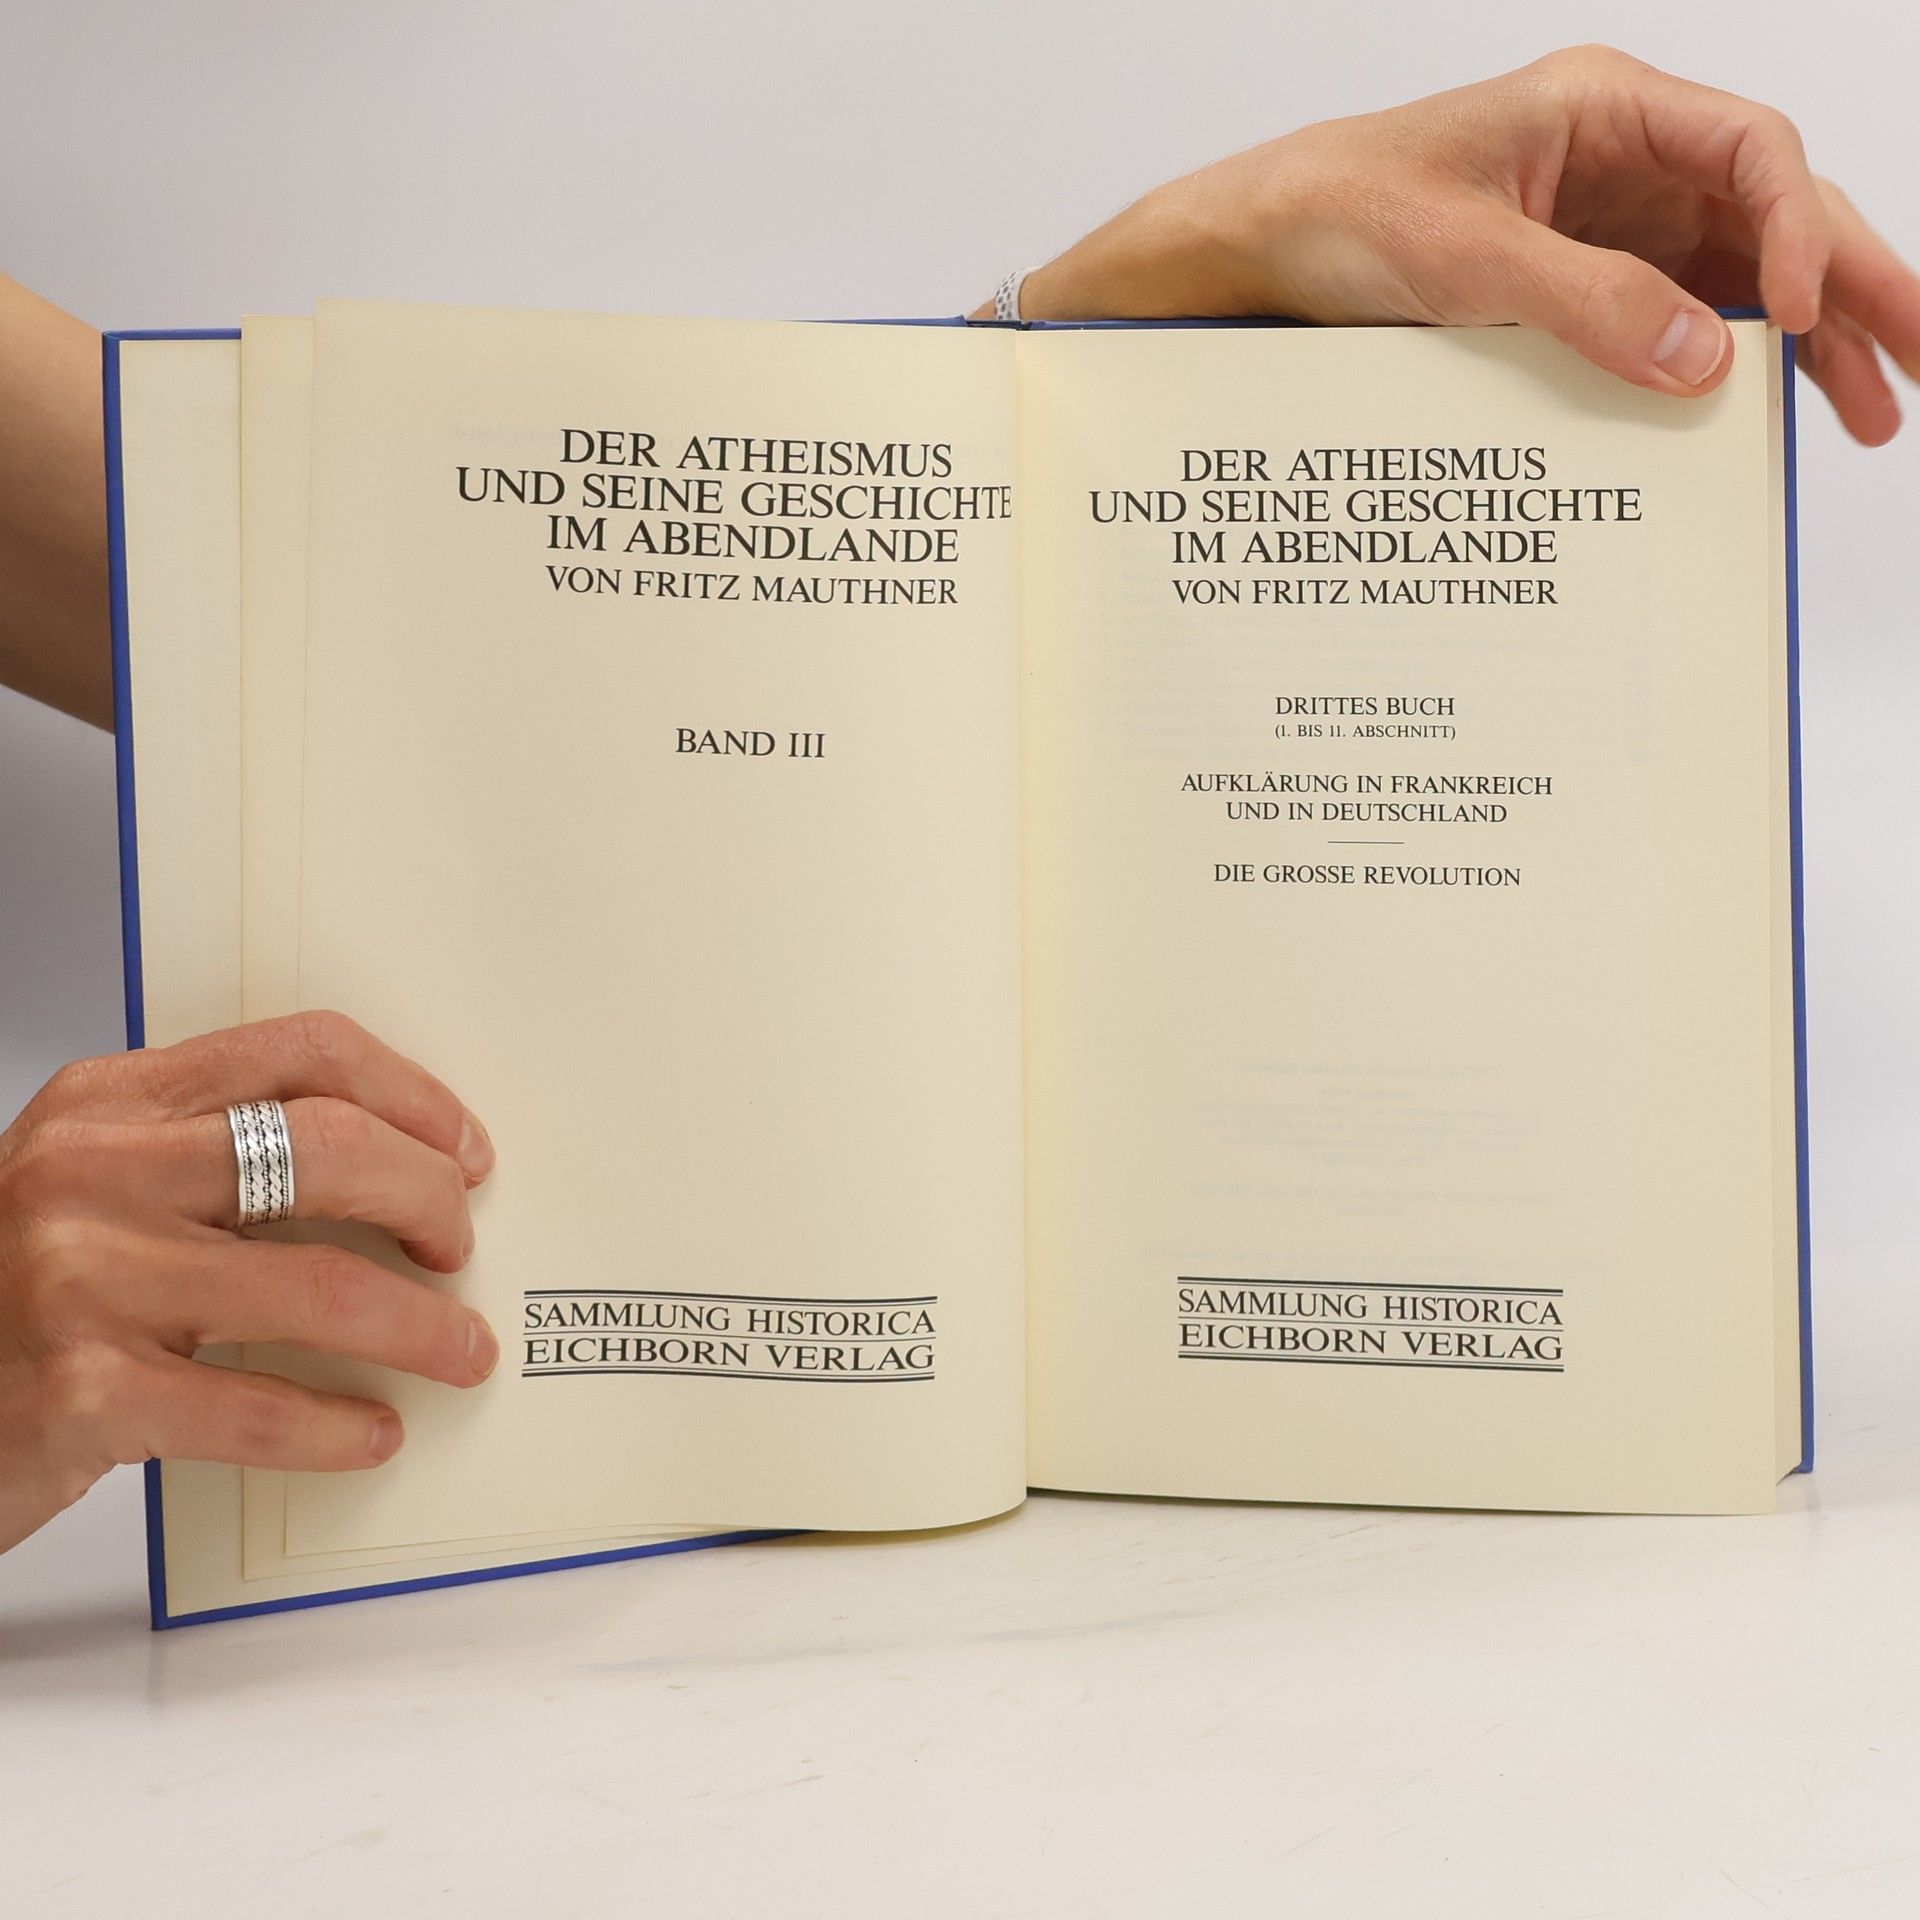 DER ATHEISMUS
UND SEINE GESCHICHTE
IM ABENDLANDE
VON FRITZ MAUTHNER
BAND III
SAMMLUNG HISTORICA
EICHBORN VERLAG
DER ATHEISMUS
UND SEINE GESCHICHTE
IM ABENDLANDE
VON FRITZ MAUTHNER
DRITTES BUCH
(1. BIS 11. ABSCHNITT)
AUFKLÄRUNG IN FRANKREICH
UND IN DEUTSCHLAND
DIE GROSSE REVOLUTION
SAMMLUNG HISTORICA
EICHBORN VERLAG